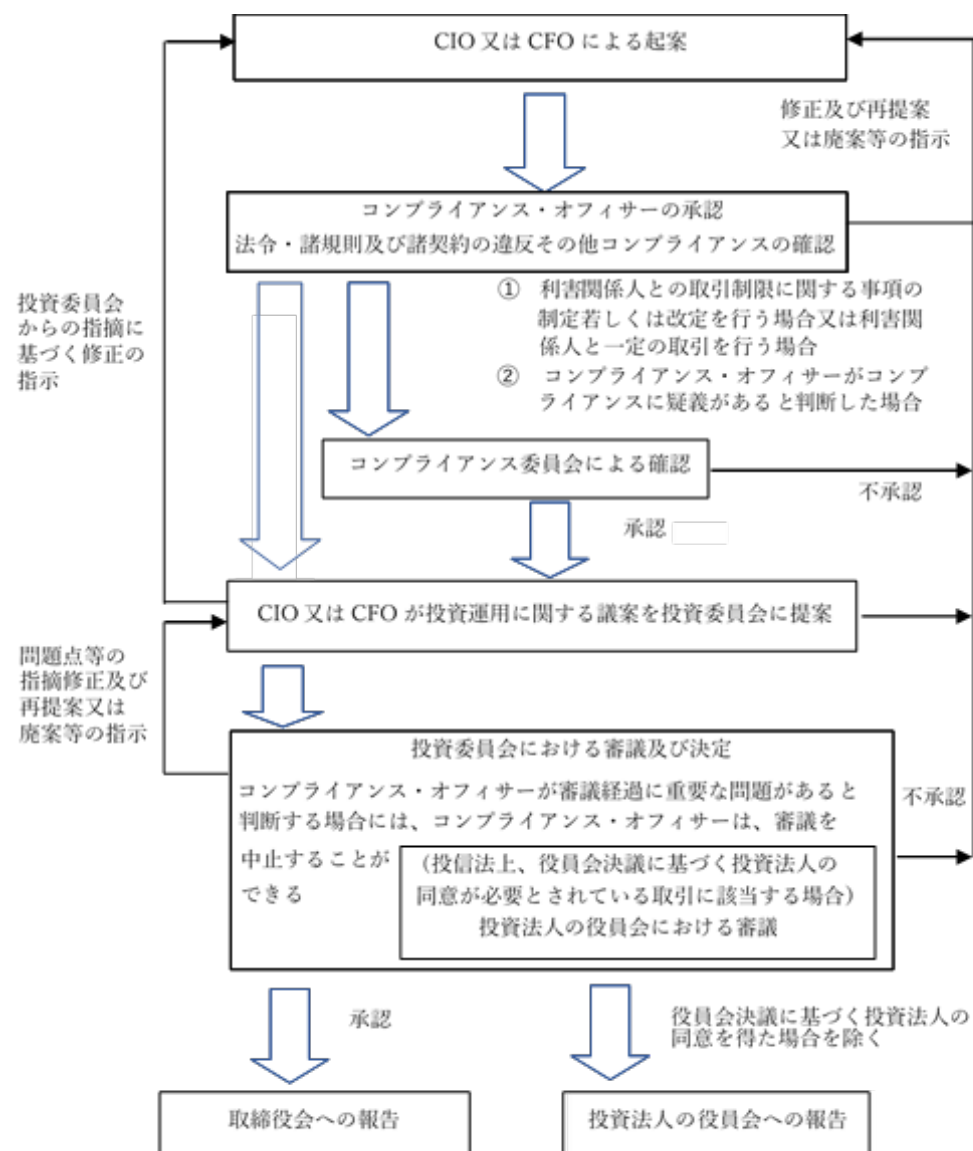 CIO 又は CFO による起案
修正及び再提案
又は廃案等の指示
コンプライアンス・オフィサーの承認
法令・諸規則及び諸契約の違反その他コンプライアンスの確認
投資委員会
からの指摘に
基づく修正の
指示
① 利害関係人との取引制限に関する事項の
制定若しくは改定を行う場合又は利害関
係人と一定の取引を行う場合
② コンプライアンス・オフィサーがコンプ
ライアンスに疑義があると判断した場合
コンプライアンス委員会による確認
不承認
承認
CIO 又は CFO が投資運用に関する議案を投資委員会に提案
問題点等の
指摘修正及び
再提案又は
廃案等の指示
投資委員会における審議及び決定
コンプライアンス・オフィサーが審議経過に重要な問題があると
判断する場合には、コンプライアンス・オフィサーは、審議を
中止することが
できる
不承認
（投信法上、役員会決議に基づく投資法人の
同意が必要とされている取引に該当する場合）
投資法人の役員会における審議
承認
役員会決議に基づく投資法人の
同意を得た場合を除く
取締役会への報告
投資法人の役員会への報告